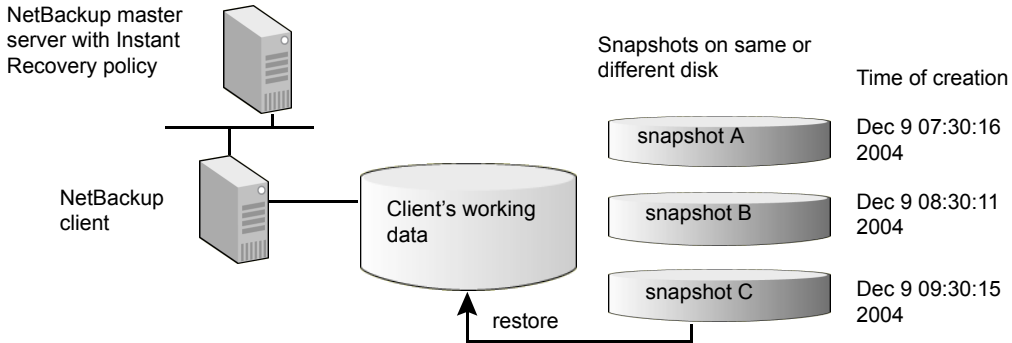 NetBackup master
server with Instant
Recovery policy
Snapshots on same or
different disk
Time of creation
snapshot A
Dec 9 07:30:16
2004
NetBackup
client
Client’s working
data
snapshot B
Dec 9 08:30:11
2004
snapshot C
Dec 9 09:30:15
2004
restore